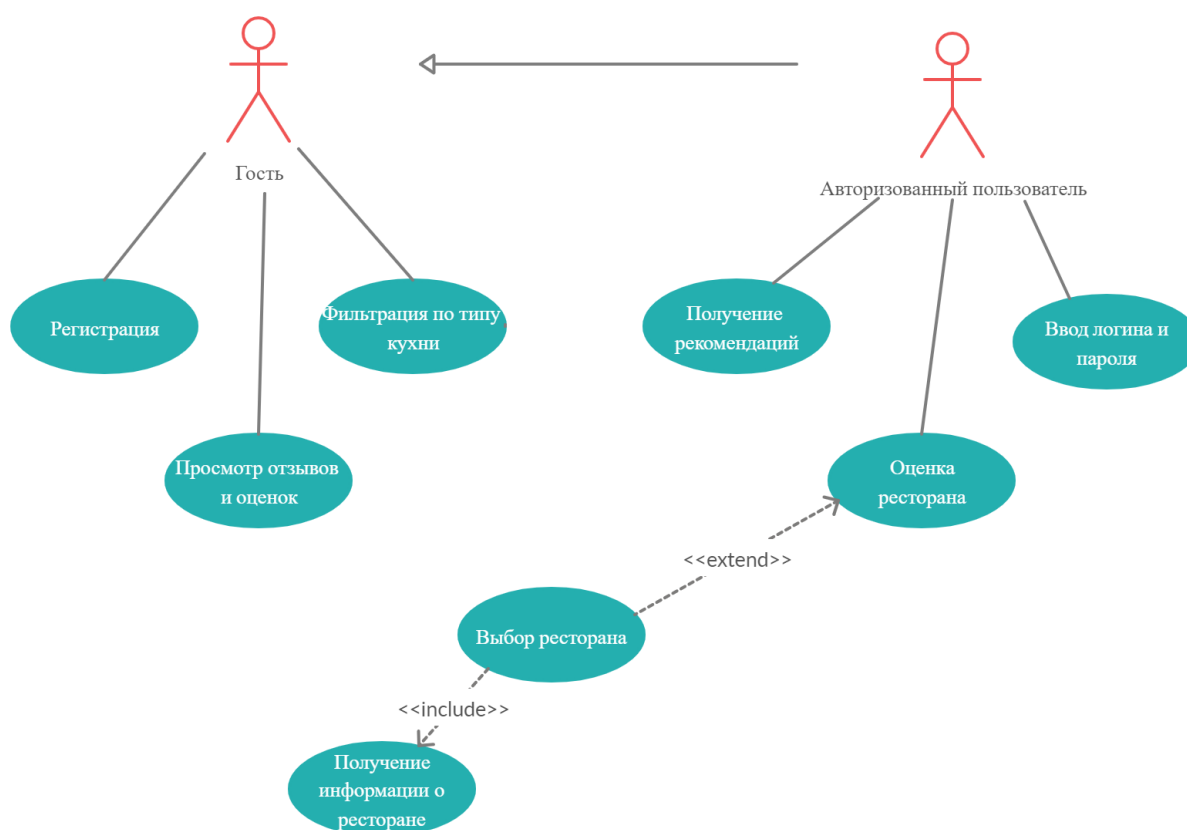 Гость
Авторизованный пользователь
Регистрация
Фильтрация по типу
кухни
Получение
рекомендаций
Ввод логина и
пароля
Просмотр отзывов
и оценок
Оценка
ресторана
<<extend>>
Выбор ресторана
<<include>>
Получение
информации о
ресторане